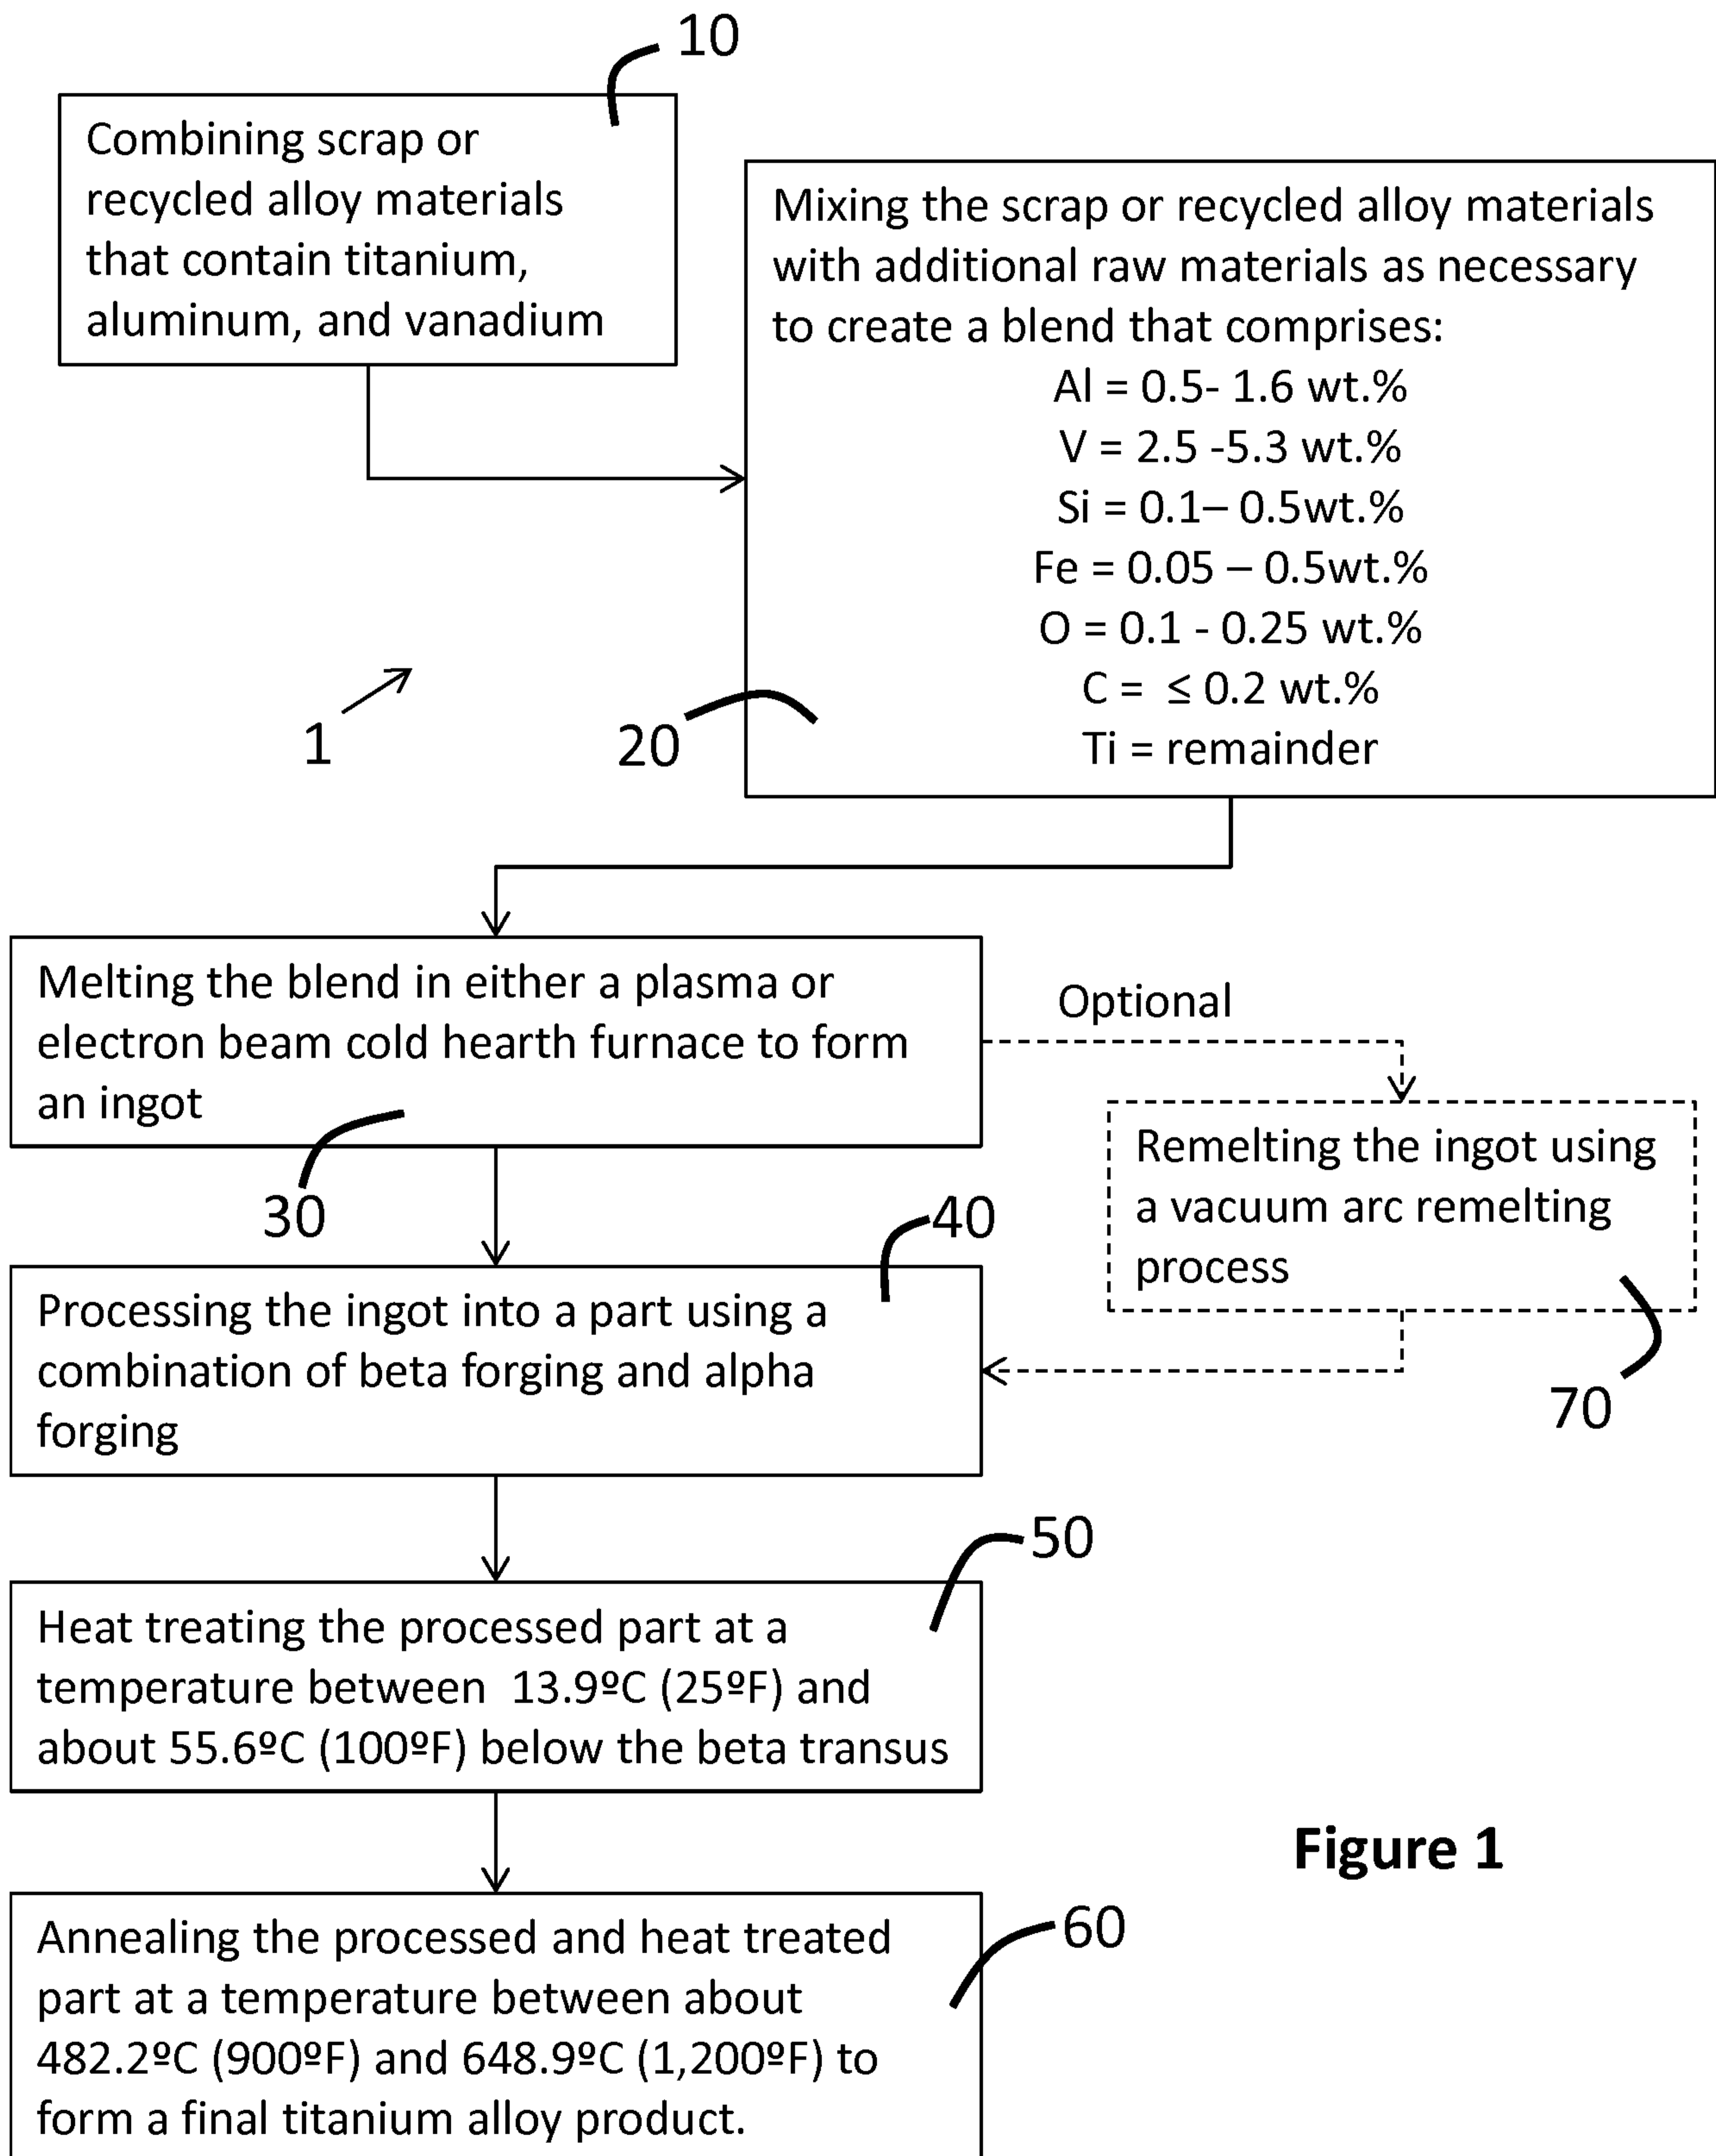 10
Combining scrap or
recycled alloy materials
that contain titanium,
aluminum, and vanadium
Mixing the scrap or recycled alloy materials
with additional raw materials as necessary
to create a blend that comprises:
Al = 0.5- 1.6 wt.%
V = 2.5 -5.3 wt.%
Si = 0.1– 0.5wt.%
Fe = 0.05 – 0.5wt.%
O = 0.1 - 0.25 wt.%
C = ≤ 0.2 wt.%
Ti = remainder
1
20
Melting the blend in either a plasma or
electron beam cold hearth furnace to form
an ingot
Optional
30
Remelting the ingot using
a vacuum arc remelting
process
70
40
Processing the ingot into a part using a
combination of beta forging and alpha
forging
50
Heat treating the processed part at a
temperature between 13.9ºC (25ºF) and
about 55.6ºC (100ºF) below the beta transus
Figure 1
60
Annealing the processed and heat treated
part at a temperature between about
482.2ºC (900ºF) and 648.9ºC (1,200ºF) to
form a final titanium alloy product.